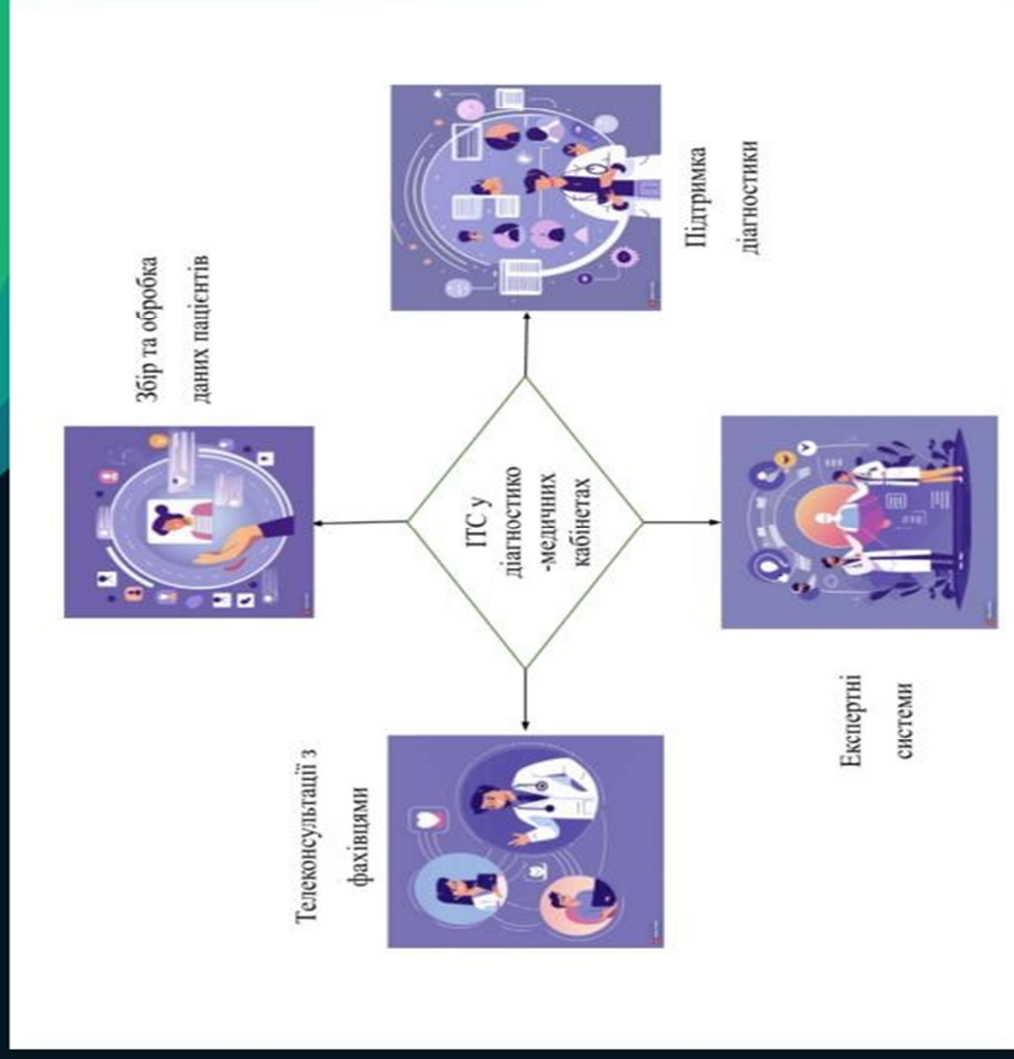 Збір та обробка
даних пацієнтів
Телеконсультації з
фахівцями
ІТС у
діагностико
-медичних
кабінетах
Підтримка
діагностики
Експертні
системи